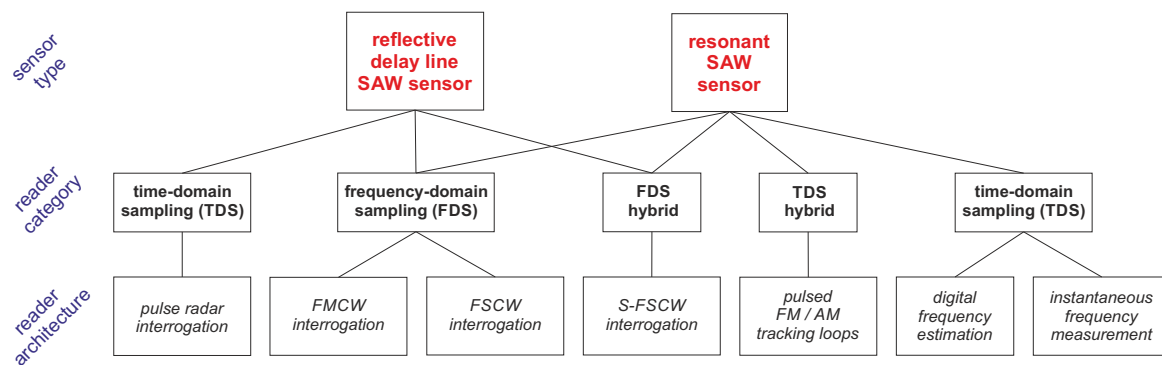 sensor
type
reflective
delay line
SAW sensor
resonant
SAW
sensor
reader
category
time-domain
sampling (TDS)
frequency-domain
sampling (FDS)
FDS
hybrid
TDS
hybrid
time-domain
sampling (TDS)
reader
architecture
pulse radar
interrogation
FMCW
interrogation
FSCW
interrogation
S-FSCW
interrogation
pulsed
FM / AM
tracking loops
digital
frequency
estimation
instantaneous
frequency
measurement